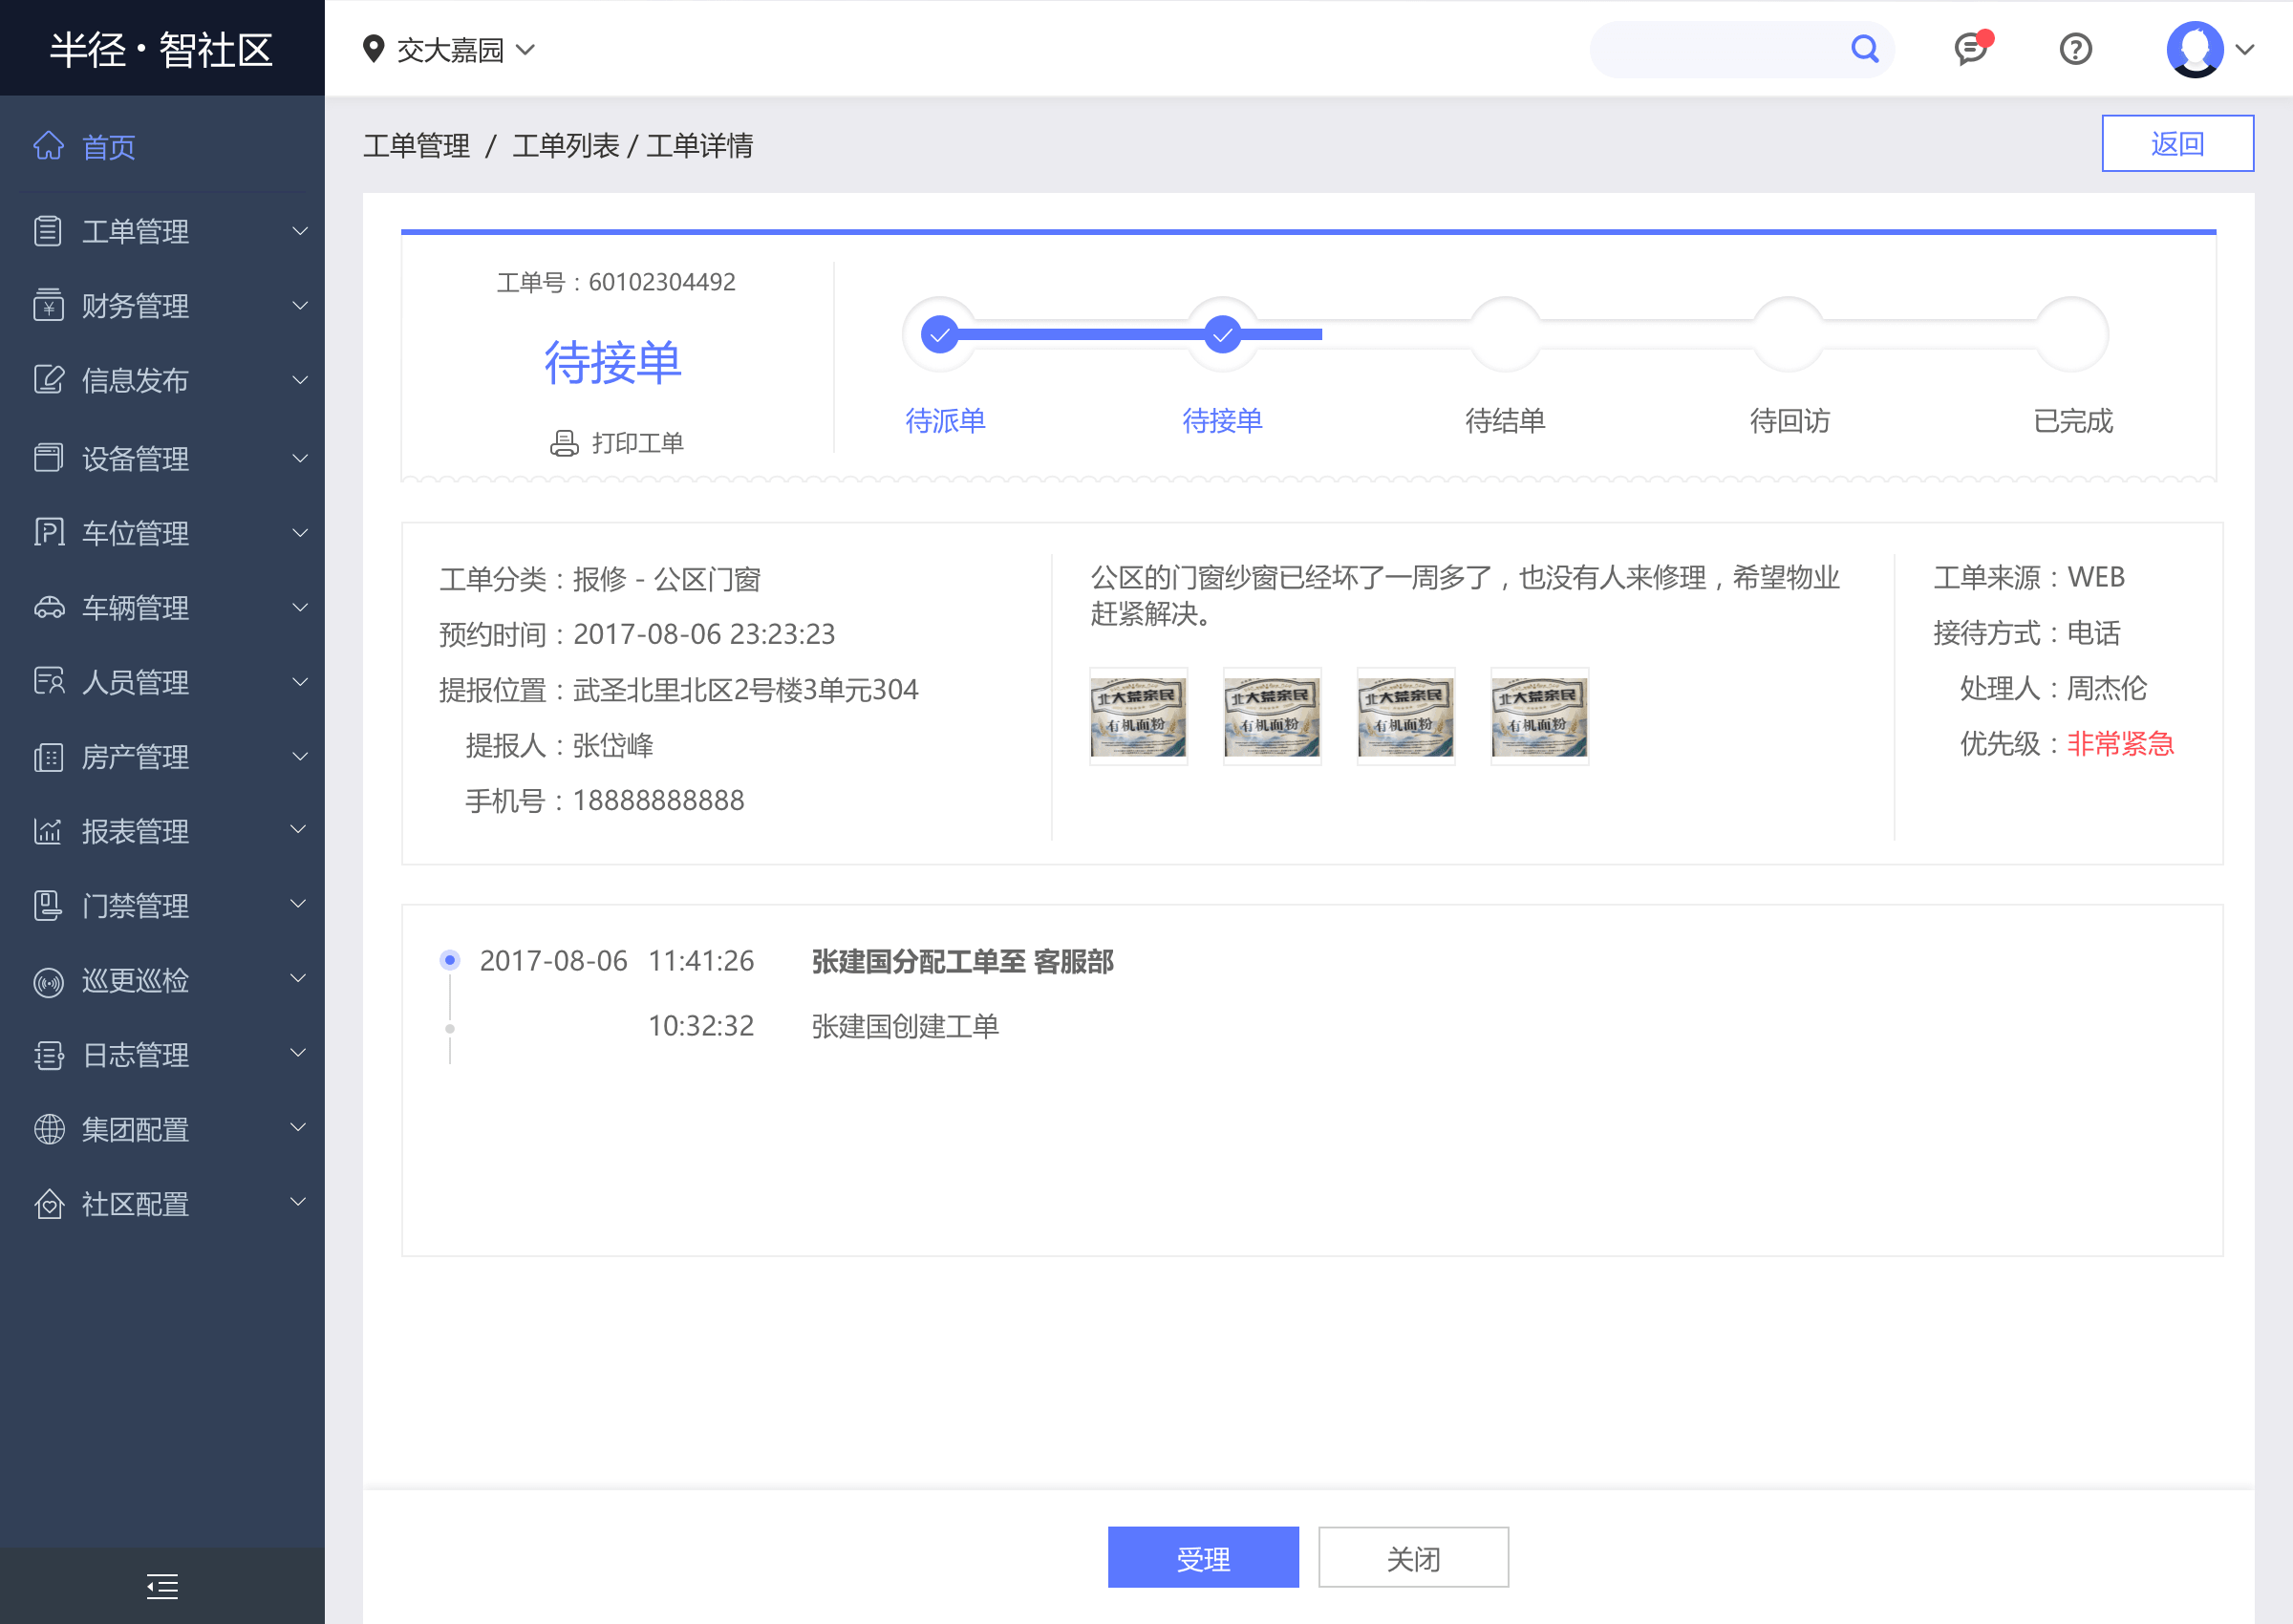 半径·智社区
交大嘉园
首页
工单管理
财务管理
信息发布
设备管理
车位管理
车辆管理
人员管理
房产管理
报表管理
门禁管理
巡更巡检
日志管理
集团配置
社区配置
工单管理 / 工单列表 / 工单详情
返回
工单号：60102304492
待接单
打印工单
待派单
待接单
待结单
待回访
已完成
工单分类：报修 - 公区门窗
预约时间：2017-08-06 23:23:23
提报位置：武圣北里北区2号楼3单元304
提报人：张岱峰
手机号：18888888888
公区的门窗纱窗已经坏了一周多了，也没有人来修理，希望物业
赶紧解决。
北大荒亲民
有机面粉
北大荒亲民
有机面粉
北大荒亲民
有机面粉
北大荒亲民
有机面粉
工单来源：WEB
接待方式：电话
处理人：周杰伦
优先级：非常紧急
2017-08-06 11:41:26 张建国分配工单至 客服部
10:32:32 张建国创建工单
受理
关闭